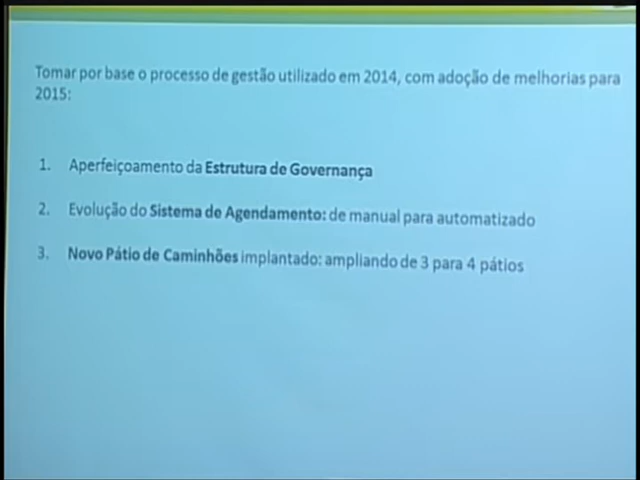 Tomar por base o processo de gestão utilizado em 2014, com adoção de melhorias para
2015:
1. Aperfeiçoamento da Estrutura de Governança
2. Evolução do Sistema de Agendamento: de manual para automatizado
3. Novo Pátio de Caminhões implantado: ampliando de 3 para 4 pátios